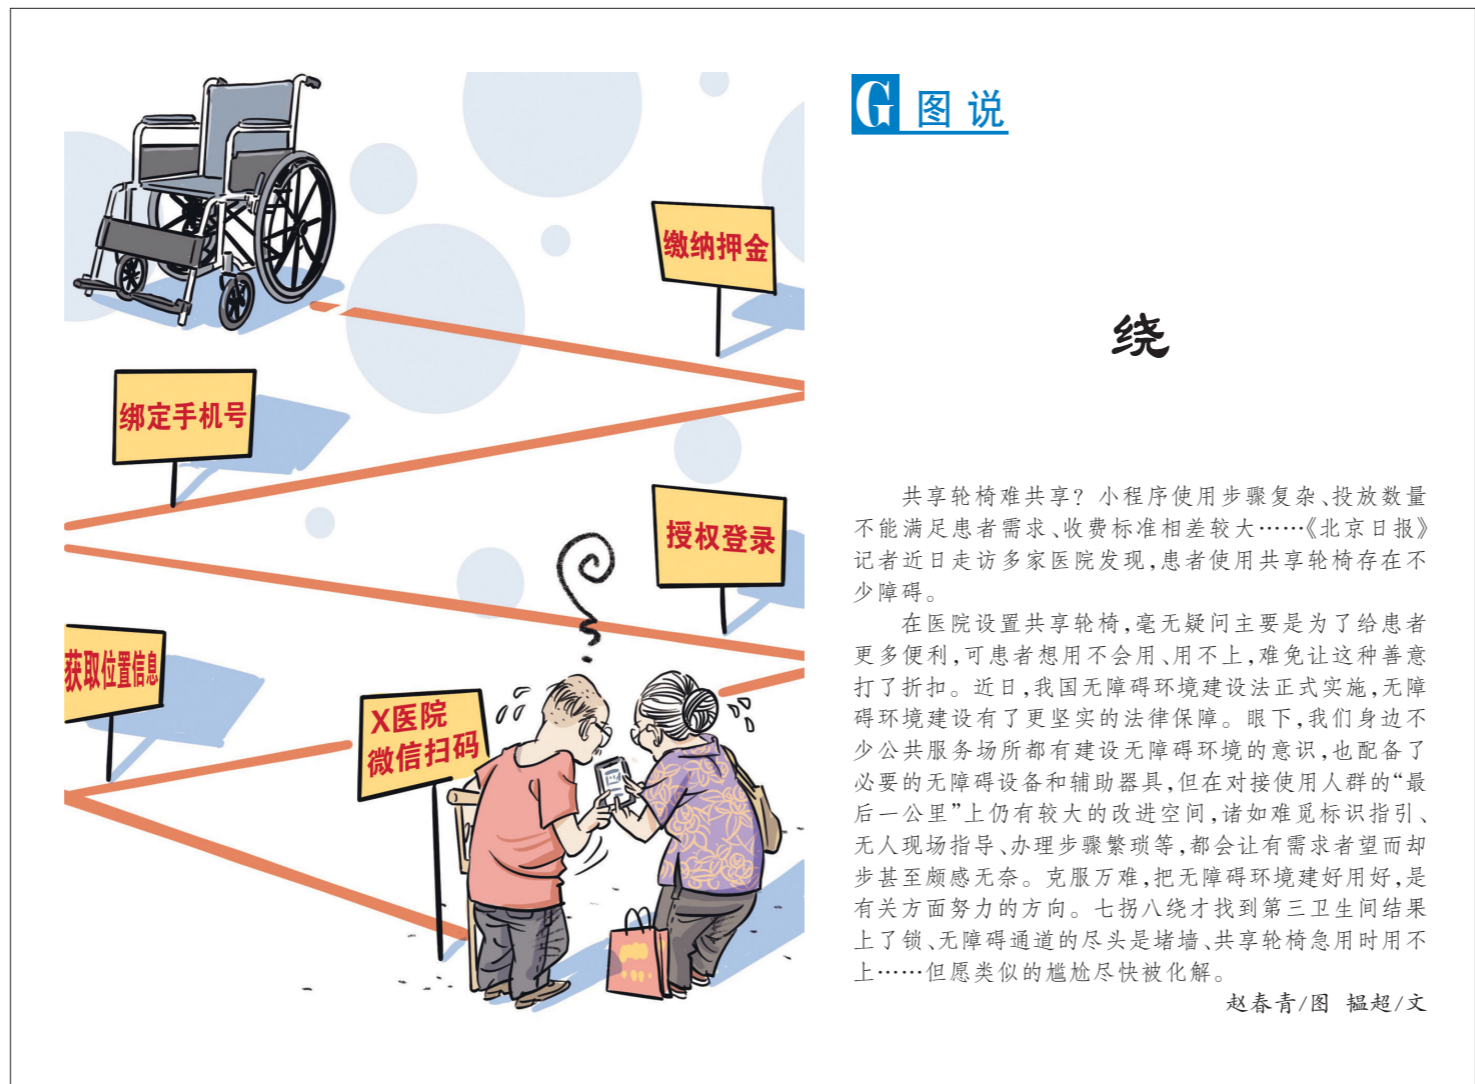 G 图说
缴纳押金
绑定手机号
授权登录
获取位置信息
X医院
微信扫码
绕
共享轮椅难共享?小程序使用步骤复杂、投放数量
不能满足患者需求、收费标准相差较大……《北京日报》
记者近日走访多家医院发现,患者使用共享轮椅存在不
少障碍。
在医院设置共享轮椅,毫无疑问主要是为了给患者
更多便利,可患者想用不会用、用不上,难免让这种善意
打了折扣。近日,我国无障碍环境建设法正式实施,无障
碍环境建设有了更坚实的法律保障。眼下,我们身边不
少公共服务场所都有建设无障碍环境的意识,也配备了
必要的无障碍设备和辅助器具,但在对接使用人群的“最
后一公里”上仍有较大的改进空间,诸如难觅标识指引、
无人现场指导、办理步骤繁琐等,都会让有需求者望而却
步甚至颇感无奈。克服万难,把无障碍环境建好用好,是
有关方面努力的方向。七拐八绕才找到第三卫生间结果
上了锁、无障碍通道的尽头是堵墙、共享轮椅急用时用不
上……但愿类似的尴尬尽快被化解。
赵春青/图 韫超/文